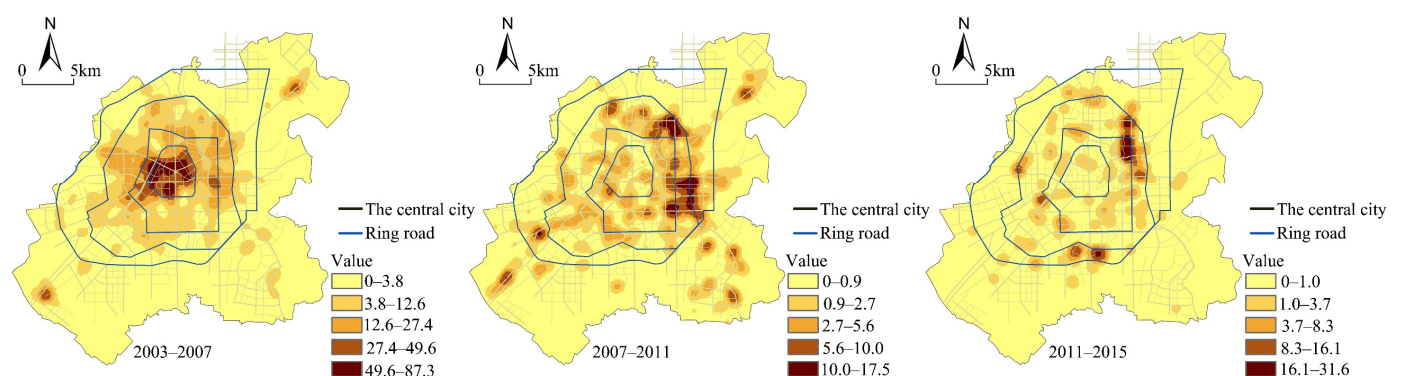 N
0 5km
The central city
Ring road
Value
0–3.8
3.8–12.6
12.6–27.4
27.4–49.6
49.6–87.3
2003–2007
N
0 5km
The central city
Ring road
Value
0–0.9
0.9–2.7
2.7–5.6
5.6–10.0
10.0–17.5
2007–2011
N
0 5km
The central city
Ring road
Value
0–1.0
1.0–3.7
3.7–8.3
8.3–16.1
16.1–31.6
2011–2015